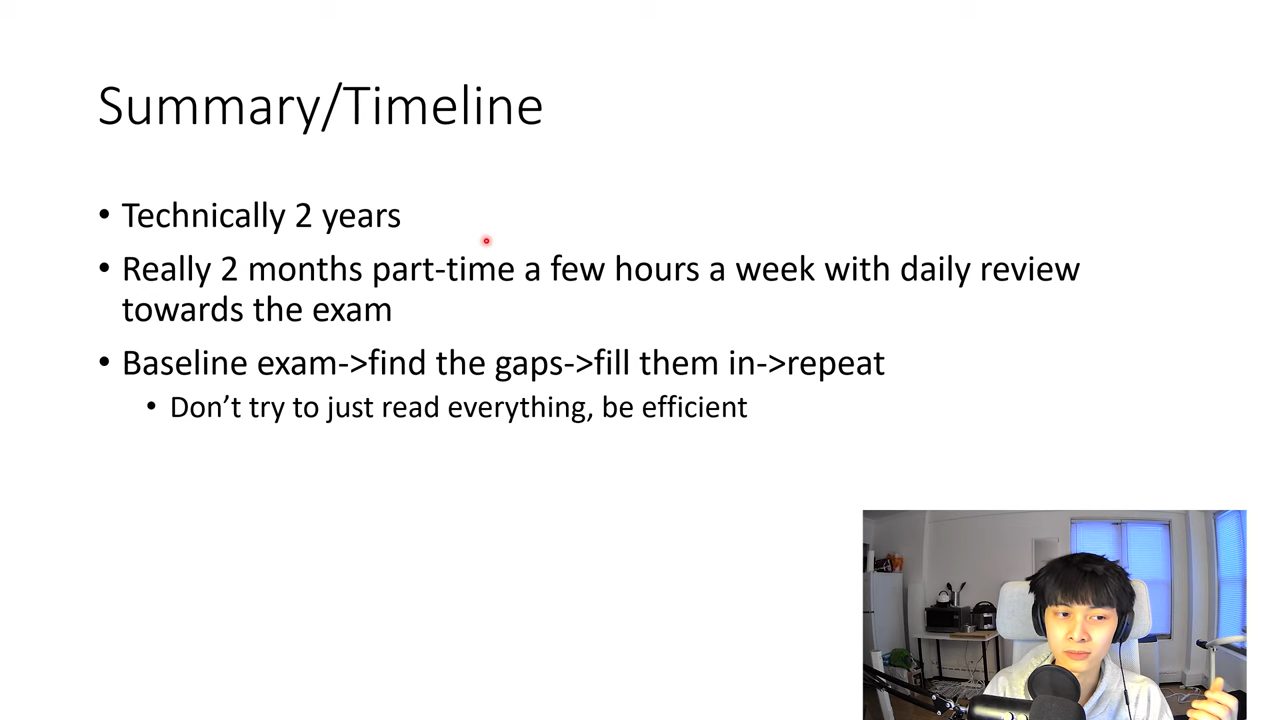 Summary/Timeline
• Technically 2 years
• Really 2 months part-time a few hours a week with daily review
towards the exam
• Baseline exam->find the gaps->fill them in->repeat
• Don’t try to just read everything, be efficient